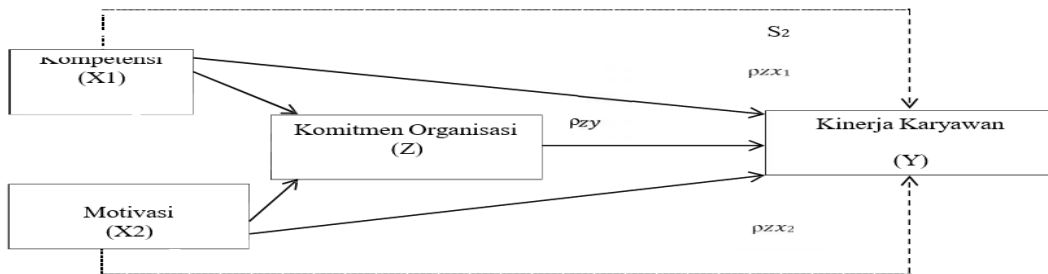 S₂
Kompetensi
(X1)
ρzx₁
Komitmen Organisasi
(Z)
ρzy
Kinerja Karyawan
(Y)
Motivasi
(X2)
ρzx₂